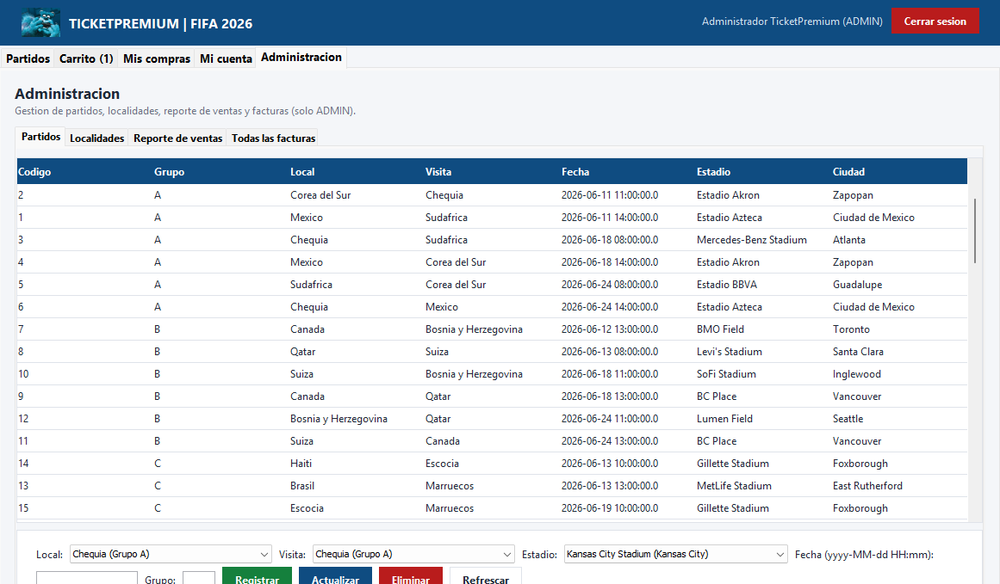 TICKETPREMIUM | FIFA 2026
Administrador TicketPremium (ADMIN) Cerrar sesion
Partidos Carrito (1) Mis compras Mi cuenta Administracion
Administracion
Gestion de partidos, localidades, reporte de ventas y facturas (solo ADMIN).
Partidos Localidades Reporte de ventas Todas las facturas
Codigo Grupo Local Visita Fecha Estadio Ciudad
2 A Corea del Sur Chequia 2026-06-11 11:00:00.0 Estadio Akron Zapopan
1 A Mexico Sudafrica 2026-06-11 14:00:00.0 Estadio Azteca Ciudad de Mexico
3 A Chequia Sudafrica 2026-06-18 08:00:00.0 Mercedes-Benz Stadium Atlanta
4 A Mexico Corea del Sur 2026-06-18 14:00:00.0 Estadio Akron Zapopan
5 A Sudafrica Corea del Sur 2026-06-24 08:00:00.0 Estadio BBVA Guadalupe
6 A Chequia Mexico 2026-06-24 14:00:00.0 Estadio Azteca Ciudad de Mexico
7 B Canada Bosnia y Herzegovina 2026-06-12 13:00:00.0 BMO Field Toronto
8 B Qatar Suiza 2026-06-13 08:00:00.0 Levi's Stadium Santa Clara
10 B Suiza Bosnia y Herzegovina 2026-06-18 11:00:00.0 SoFi Stadium Inglewood
9 B Canada Qatar 2026-06-18 13:00:00.0 BC Place Vancouver
12 B Bosnia y Herzegovina Qatar 2026-06-24 11:00:00.0 Lumen Field Seattle
11 B Suiza Canada 2026-06-24 13:00:00.0 BC Place Vancouver
14 C Haiti Escocia 2026-06-13 10:00:00.0 Gillette Stadium Foxborough
13 C Brasil Marruecos 2026-06-13 13:00:00.0 MetLife Stadium East Rutherford
15 C Escocia Marruecos 2026-06-19 10:00:00.0 Gillette Stadium Foxborough
Local: Chequia (Grupo A) Visita: Chequia (Grupo A) Estadio: Kansas City Stadium (Kansas City) Fecha (yyyy-MM-dd HH:mm):
Grupo: Registrar Actualizar Eliminar Refrescar